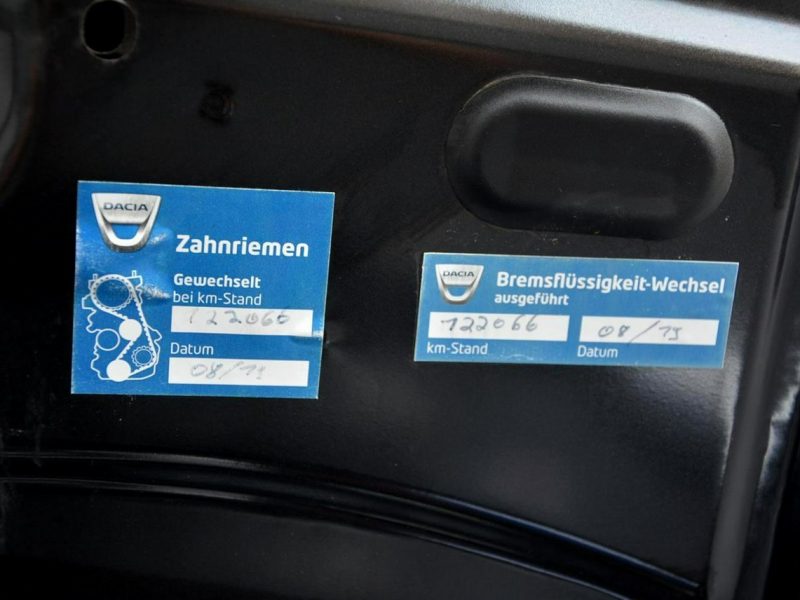 DACIA
Zahnriemen
Gewechselt
bei km-Stand
122066
Datum
08/19
DACIA
Bremsflüssigkeit-Wechsel
ausgeführt
122066
08/19
km-Stand
Datum